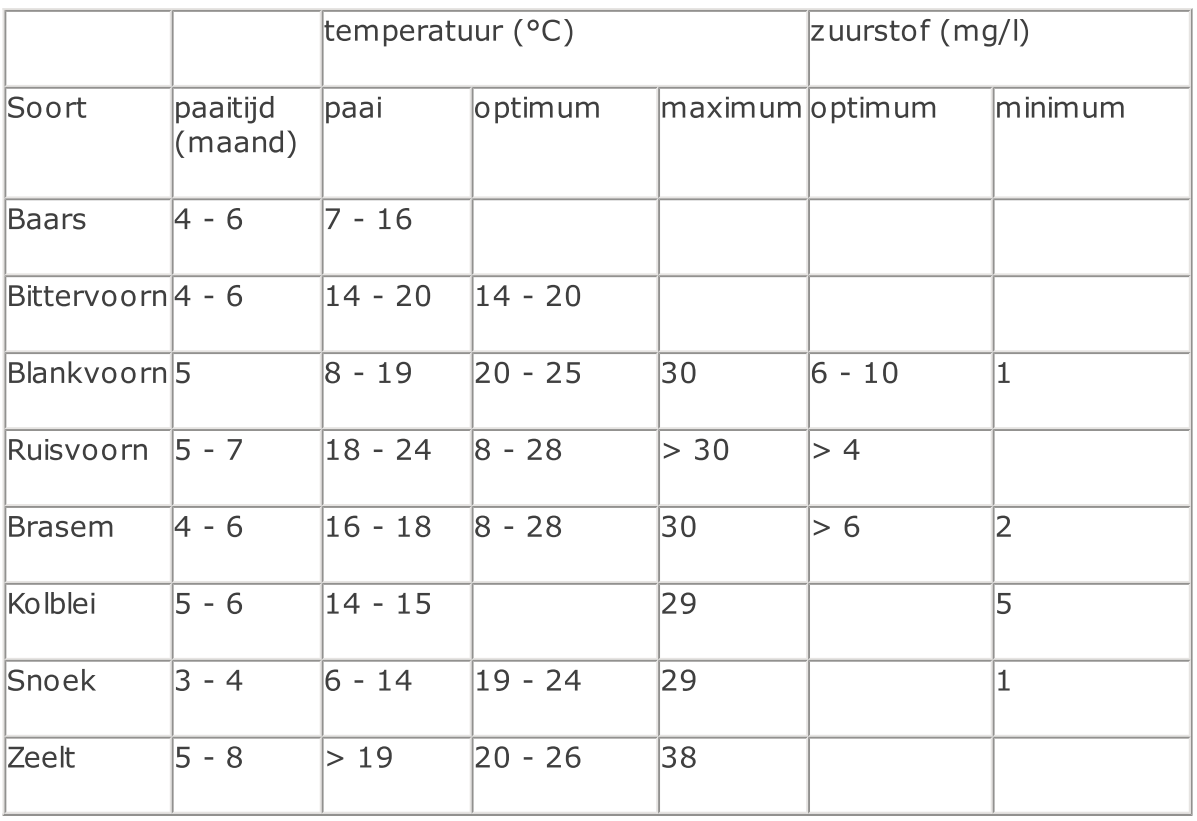 temperatuur (°C) zuurstof (mg/l)
Soort paaitijd (maand) paai optimum maximum optimum minimum
Baars 4 - 6 7 - 16
Bittervoorn 4 - 6 14 - 20 14 - 20
Blankvoorn 5 8 - 19 20 - 25 30 6 - 10 1
Ruisvoorn 5 - 7 18 - 24 8 - 28 > 30 > 4
Brasem 4 - 6 16 - 18 8 - 28 30 > 6 2
Kolblei 5 - 6 14 - 15 29 5
Snoek 3 - 4 6 - 14 19 - 24 29 1
Zeelt 5 - 8 > 19 20 - 26 38